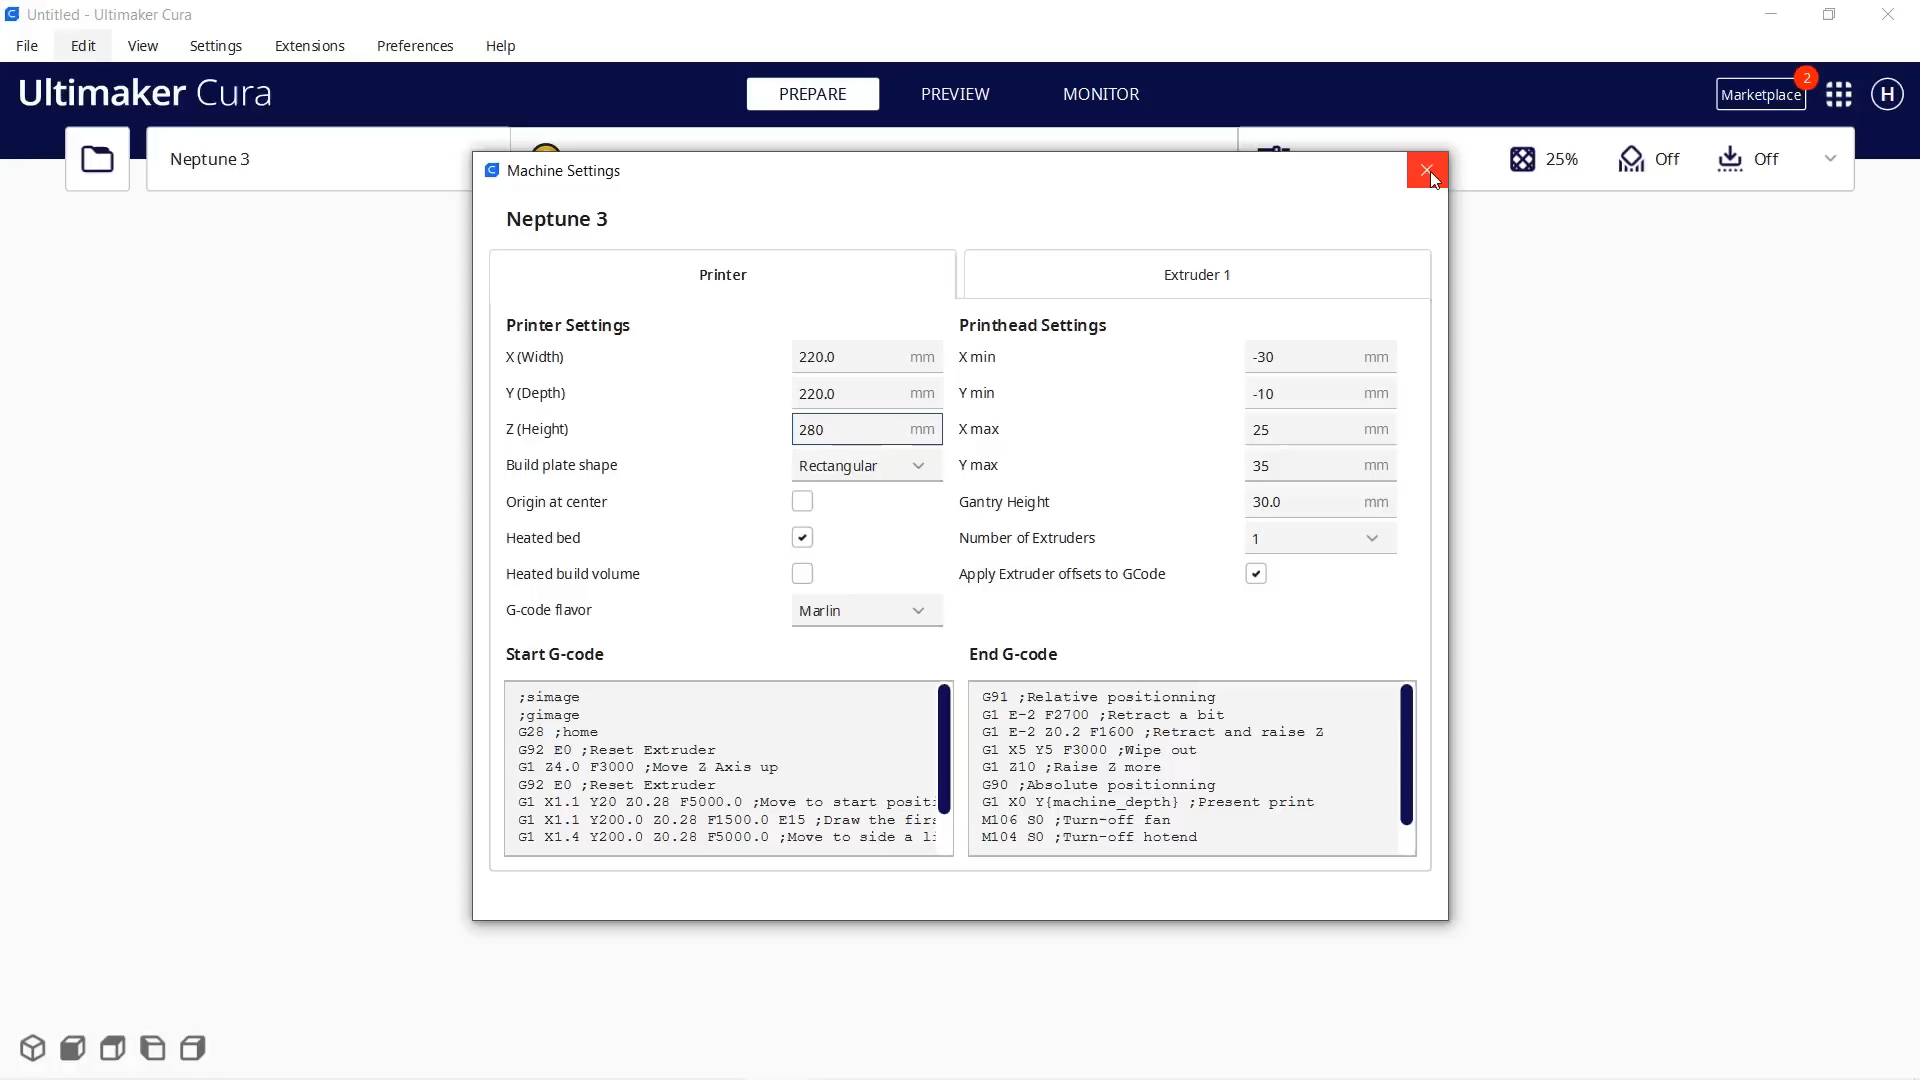 Untitled - Ultimaker Cura
File Edit View Settings Extensions Preferences Help
Ultimaker Cura
PREPARE PREVIEW MONITOR
Marketplace 2 H
Neptune 3
25% Off Off
Machine Settings
Neptune 3
Printer Extruder 1
Printer Settings Printhead Settings
X (Width) 220.0 mm X min -30 mm
Y (Depth) 220.0 mm Y min -10 mm
Z (Height) 280 mm X max 25 mm
Build plate shape Rectangular Y max 35 mm
Origin at center Gantry Height 30.0 mm
Heated bed Number of Extruders 1
Heated build volume Apply Extruder offsets to GCode
G-code flavor Marlin
Start G-code
;simage
;gimage
G28 ;home
G92 E0 ;Reset Extruder
G1 Z4.0 F3000 ;Move Z Axis up
G92 E0 ;Reset Extruder
G1 X1.1 Y20 Z0.28 F5000.0 ;Move to start positi
G1 X1.1 Y200.0 Z0.28 F1500.0 E15 ;Draw the firs
G1 X1.4 Y200.0 Z0.28 F5000.0 ;Move to side a li
End G-code
G91 ;Relative positionning
G1 E-2 F2700 ;Retract a bit
G1 E-2 Z0.2 F1600 ;Retract and raise Z
G1 X5 Y5 F3000 ;Wipe out
G1 Z10 ;Raise Z more
G90 ;Absolute positionning
G1 X0 Y{machine_depth} ;Present print
M106 S0 ;Turn-off fan
M104 S0 ;Turn-off hotend